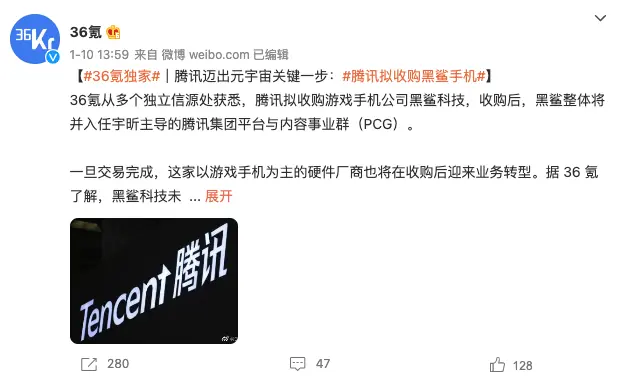 36Kr
36氪
1-10 13:59 来自 微博 weibo.com 已编辑
【#36氪独家#｜腾讯迈出元宇宙关键一步：#腾讯拟收购黑鲨手机#】
36氪从多个独立信源处获悉，腾讯拟收购游戏手机公司黑鲨科技，收购后，黑鲨整体将
并入任宇昕主导的腾讯集团平台与内容事业群（PCG）。
一旦交易完成，这家以游戏手机为主的硬件厂商也将在收购后迎来业务转型。据 36 氪
了解，黑鲨科技未 ... 展开
Tencent 腾讯
280
47
128